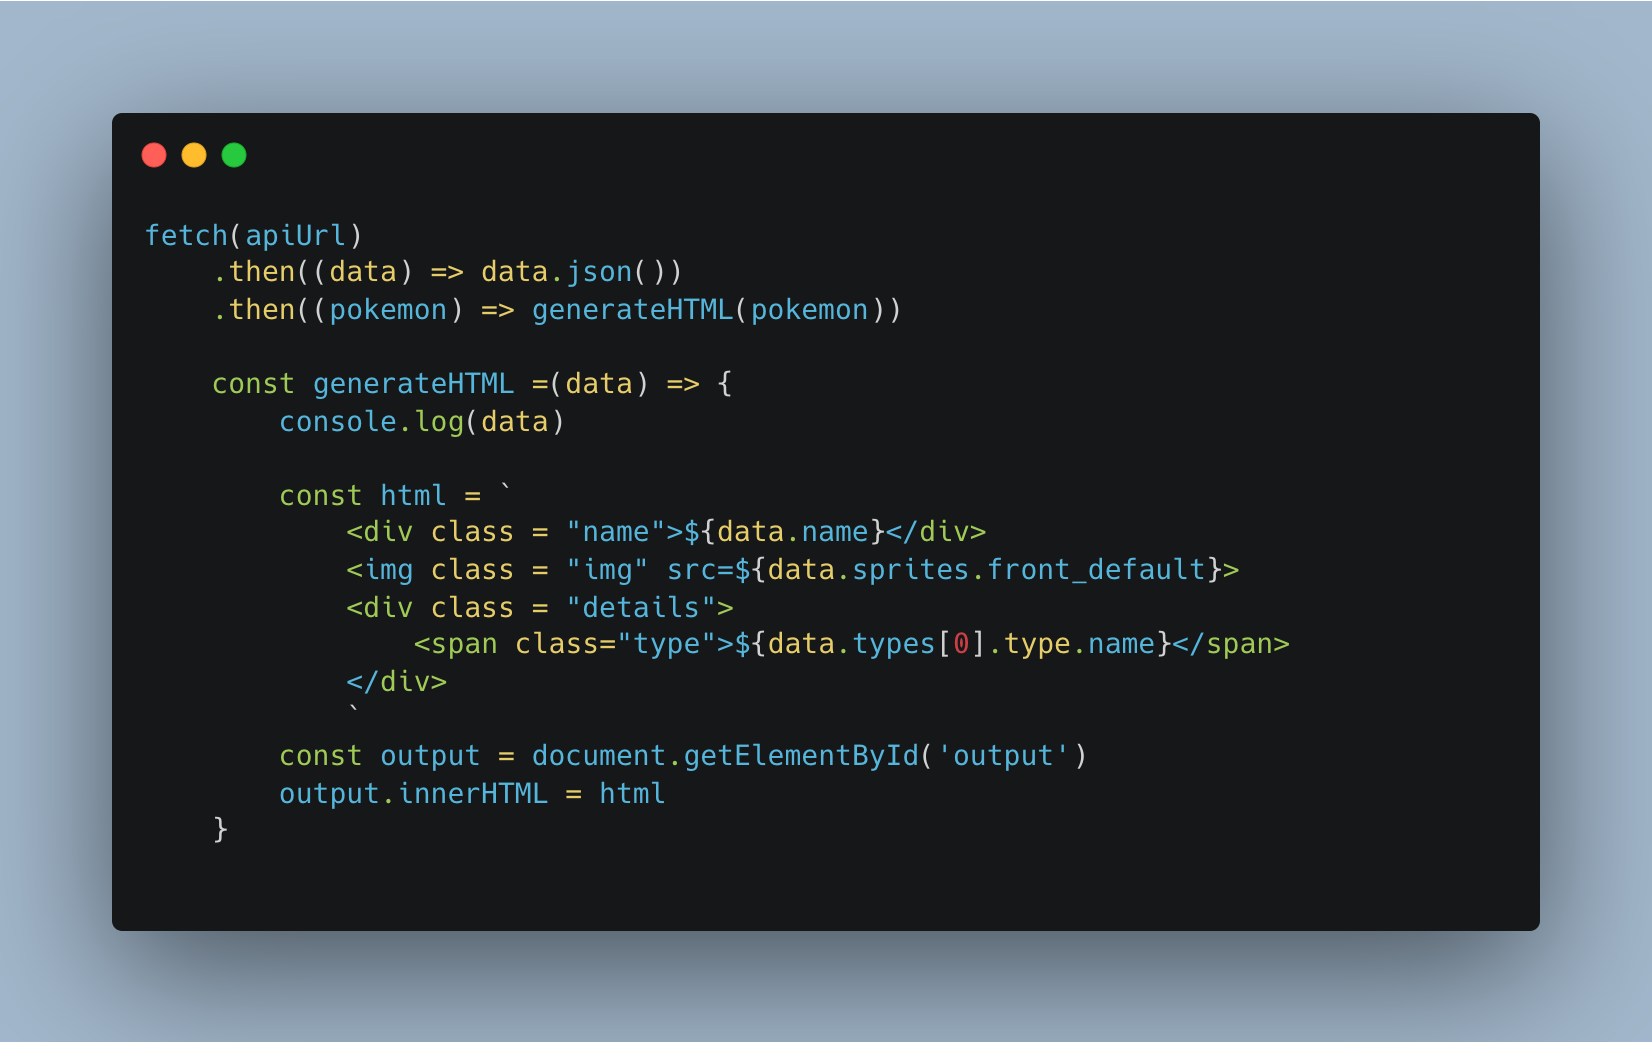 fetch(apiUrl)
    .then((data) => data.json())
    .then((pokemon) => generateHTML(pokemon))

    const generateHTML =(data) => {
        console.log(data)

        const html = `
            <div class = "name">${data.name}</div>
            <img class = "img" src=${data.sprites.front_default}>
            <div class = "details">
                <span class="type">${data.types[0].type.name}</span>
            </div>
            `
        const output = document.getElementById('output')
        output.innerHTML = html
    }